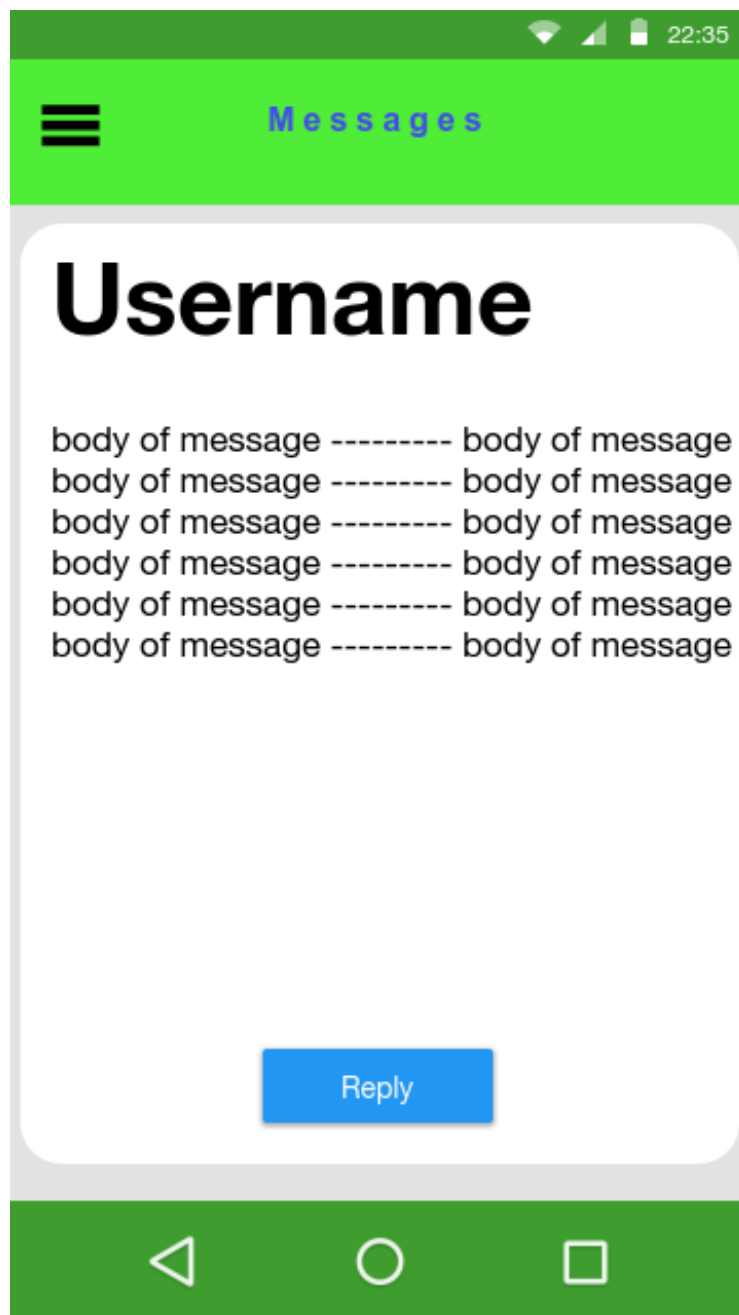 22:35
Messages
Username
body of message --------- body of message
body of message --------- body of message
body of message --------- body of message
body of message --------- body of message
body of message --------- body of message
body of message --------- body of message
Reply